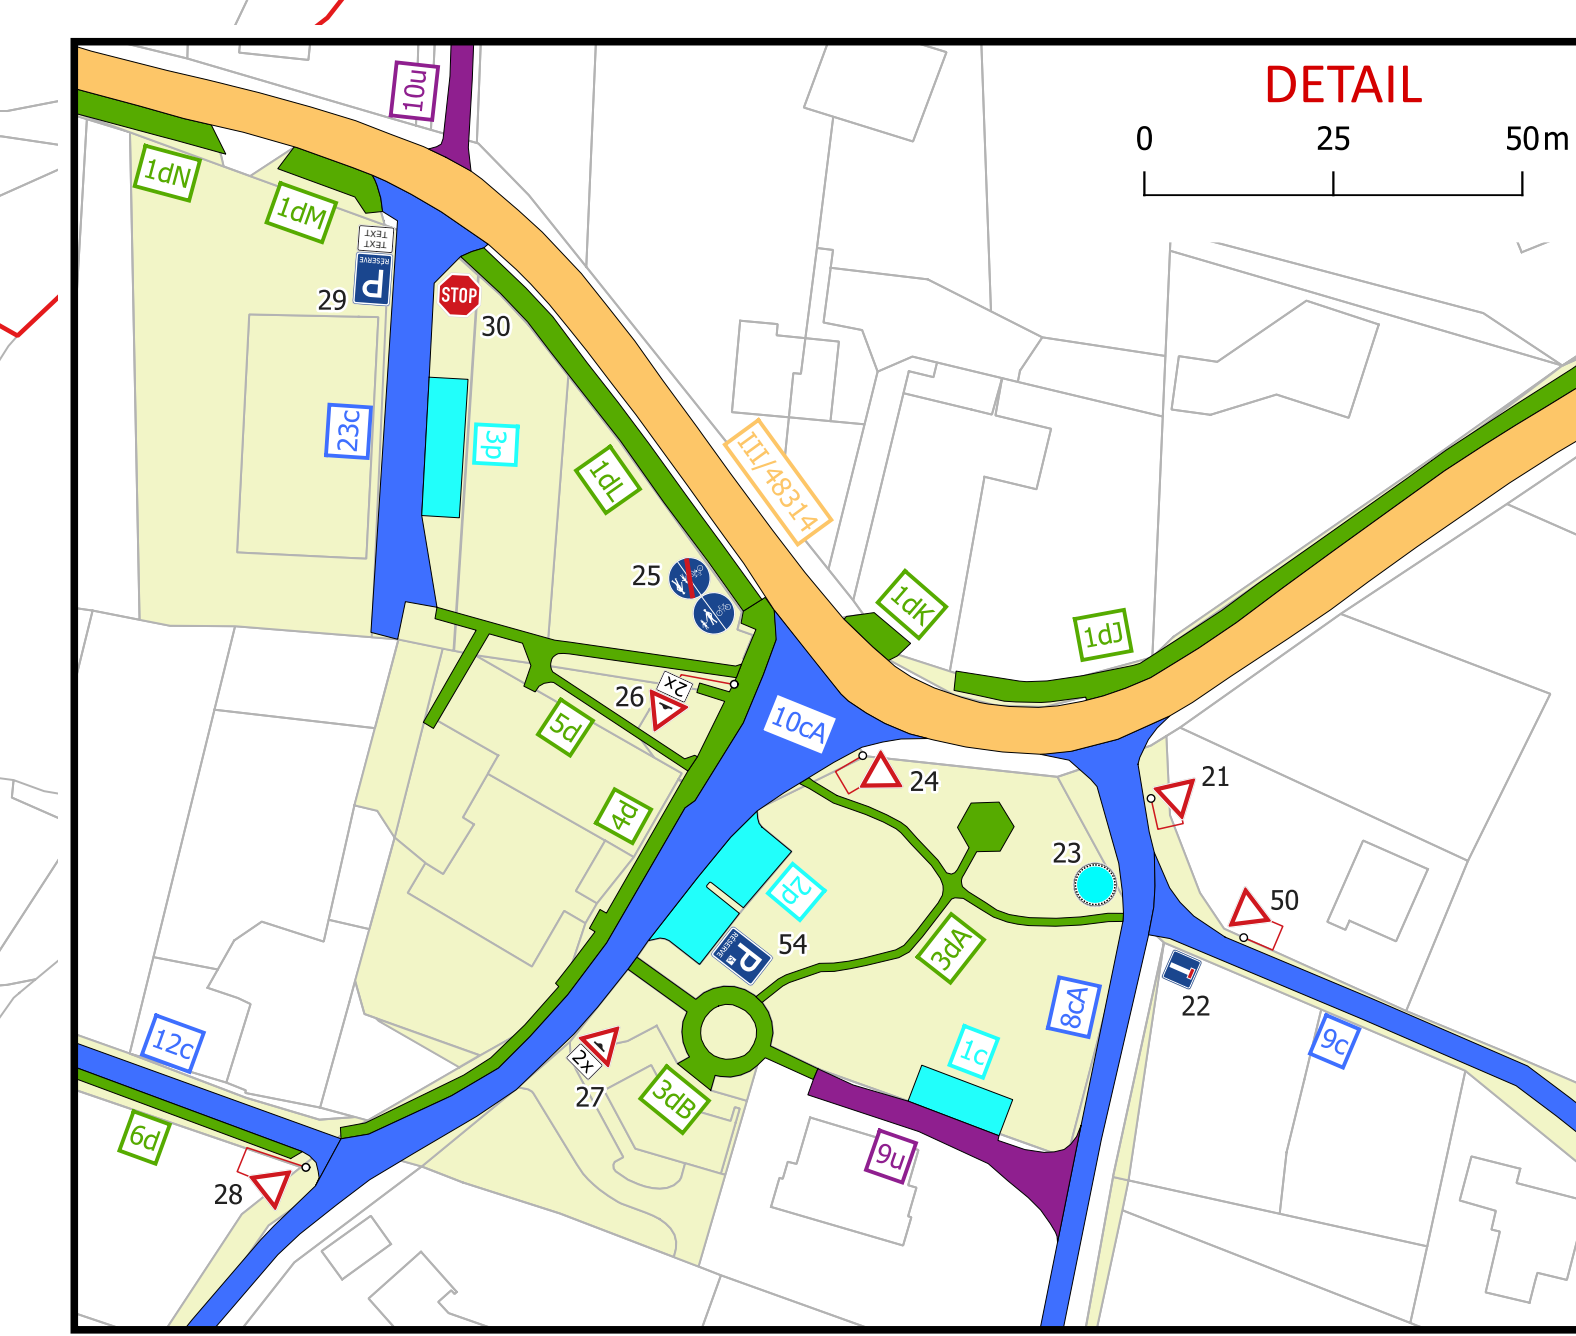 DETAIL
0 25 50 m
10u
1dN
1dM
TEXT
TEXT
RÉSERVÉ
P
29
STOP
30
23c
3p
1dL
III/48314
25
1dK
1dJ
2x
26
5d
10cA
24
21
4d
23
2p
50
3dA
RÉSERVÉ
P
54
22
8cA
9c
12c
1c
2x
27
3dB
6d
9u
28